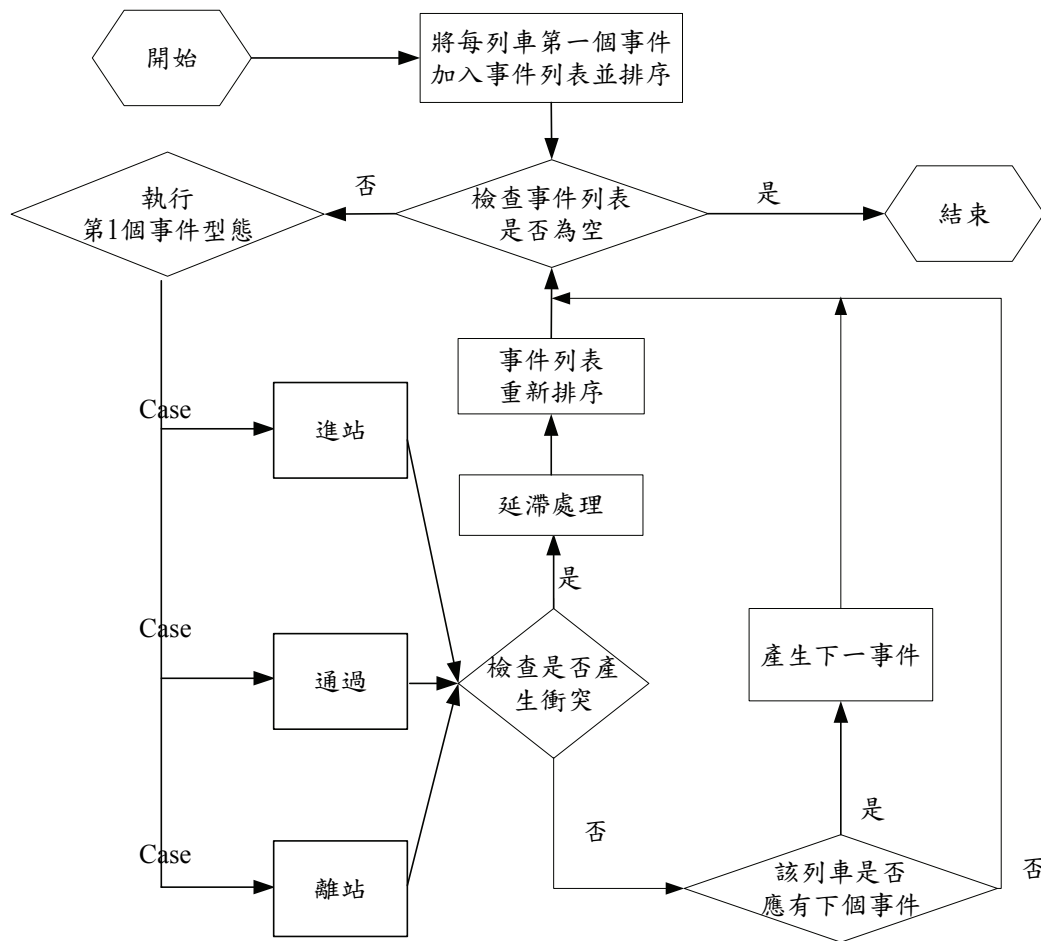 開始
將每列車第一個事件
加入事件列表並排序
執行
第1個事件型態
否
檢查事件列表
是否為空
是
結束
事件列表
重新排序
Case
進站
延滯處理
是
Case
通過
檢查是否產
生衝突
產生下一事件
否
是
Case
離站
該列車是否
應有下個事件
否